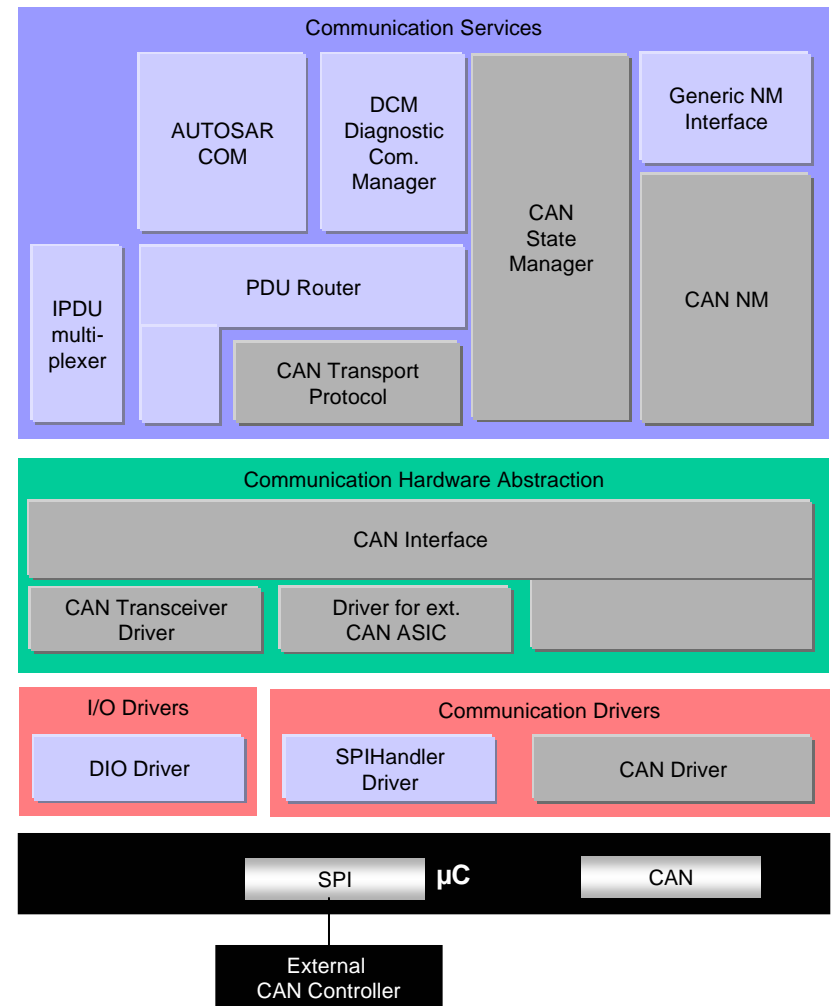 Communication Services
AUTOSAR
COM
DCM
Diagnostic
Com.
Manager
CAN
State
Manager
Generic NM
Interface
IPDU
multi-
plexer
PDU Router
CAN NM
CAN Transport
Protocol
Communication Hardware Abstraction
CAN Interface
CAN Transceiver
Driver
Driver for ext.
CAN ASIC
I/O Drivers
Communication Drivers
DIO Driver
SPIHandler
Driver
CAN Driver
SPI
µC
CAN
External
CAN Controller